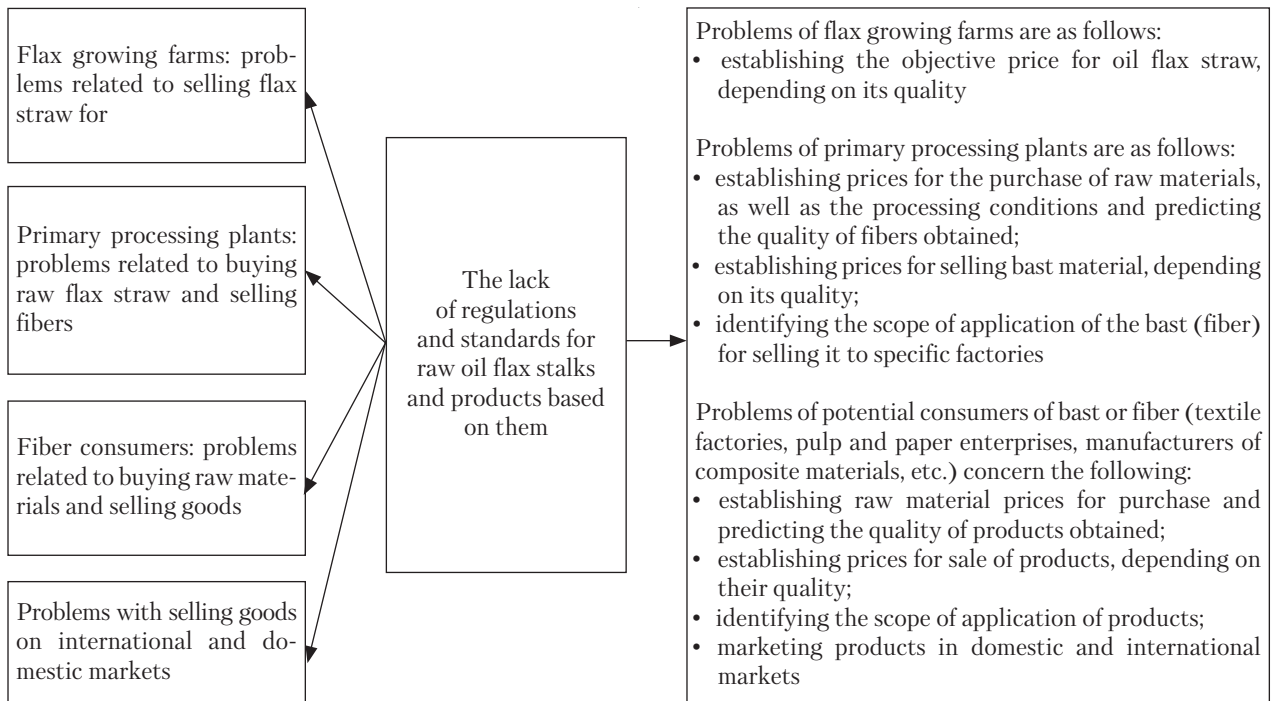 Flax growing farms: prob-
lems related to selling flax
straw for
Primary processing plants:
problems related to buying
raw flax straw and selling
fibers
Fiber consumers: problems
related to buying raw mate-
rials and selling goods
Problems with selling goods
on international and do-
mestic markets
The lack
of regulations
and standards for
raw oil flax stalks
and products based
on them
Problems of flax growing farms are as follows:
• establishing the objective price for oil flax straw,
depending on its quality
Problems of primary processing plants are as follows:
• establishing prices for the purchase of raw materials,
as well as the processing conditions and predicting
the quality of fibers obtained;
• establishing prices for selling bast material, depending
on its quality;
• identifying the scope of application of the bast (fiber)
for selling it to specific factories
Problems of potential consumers of bast or fiber (textile
factories, pulp and paper enterprises, manufacturers of
composite materials, etc.) concern the following:
• establishing raw material prices for purchase and
predicting the quality of products obtained;
• establishing prices for sale of products, depending on
their quality;
• identifying the scope of application of products;
• marketing products in domestic and international
markets